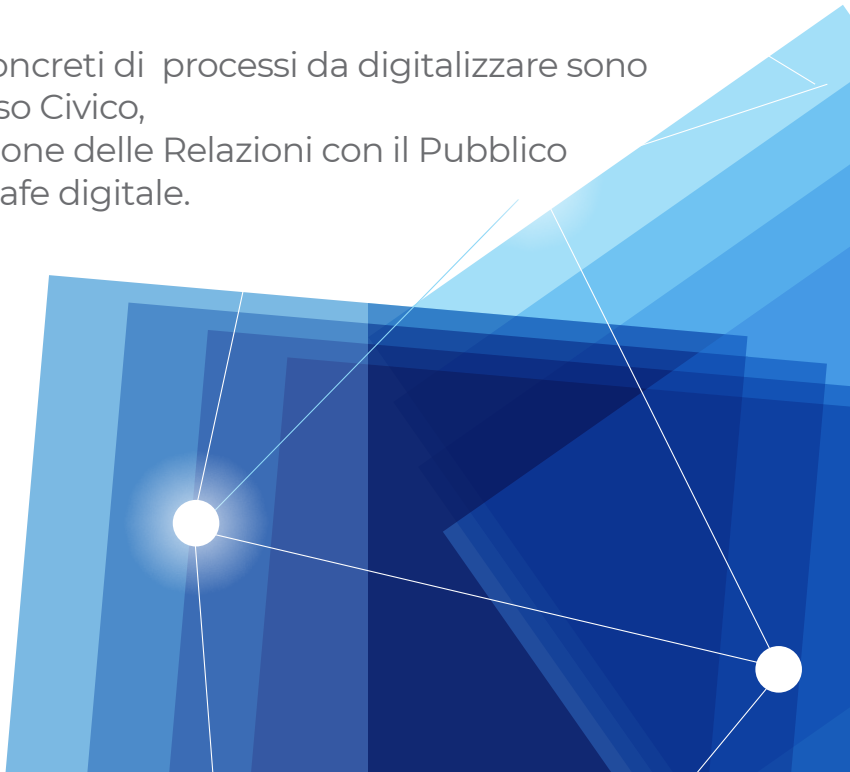 oncreti di  processi da digitalizzare sono
so Civico,
one delle Relazioni con il Pubblico
afe digitale.